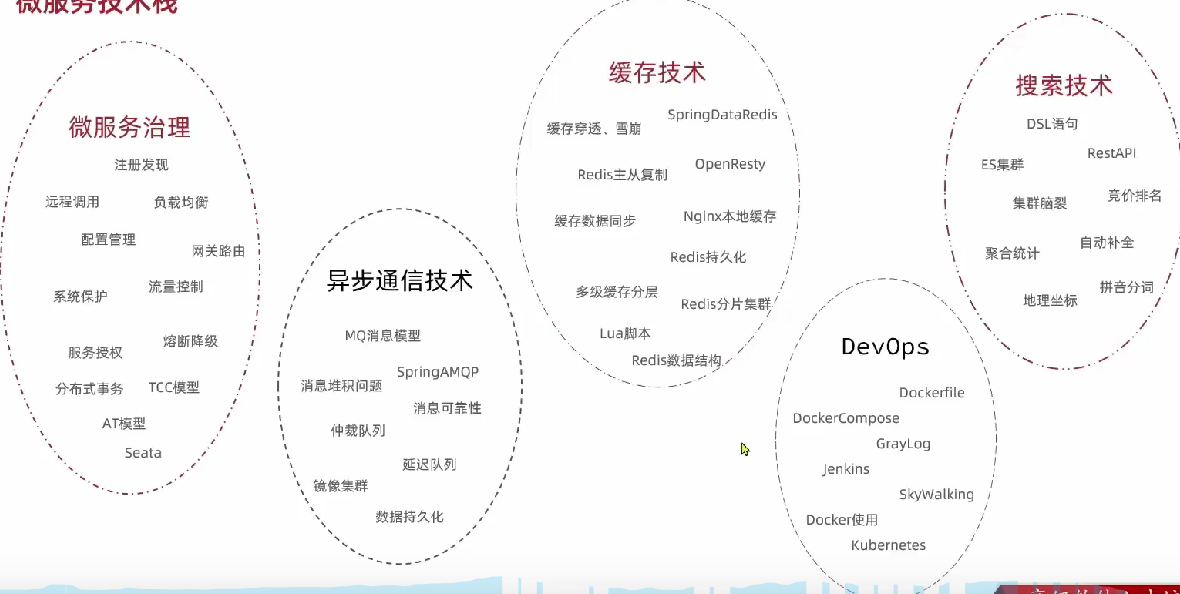 微服务技术栈
微服务治理
注册发现
远程调用
负载均衡
配置管理
网关路由
系统保护
流量控制
服务授权
熔断降级
分布式事务
TCC模型
AT模型
Seata
异步通信技术
MQ消息模型
SpringAMQP
消息堆积问题
消息可靠性
仲裁队列
延迟队列
镜像集群
数据持久化
缓存技术
SpringDataRedis
缓存穿透、雪崩
OpenResty
Redis主从复制
缓存数据同步
Nginx本地缓存
Redis持久化
多级缓存分层
Redis分片集群
Lua脚本
Redis数据结构
DevOps
Dockerfile
DockerCompose
GrayLog
Jenkins
SkyWalking
Docker使用
Kubernetes
搜索技术
DSL语句
RestAPI
ES集群
竞价排名
集群脑裂
自动补全
聚合统计
拼音分词
地理坐标